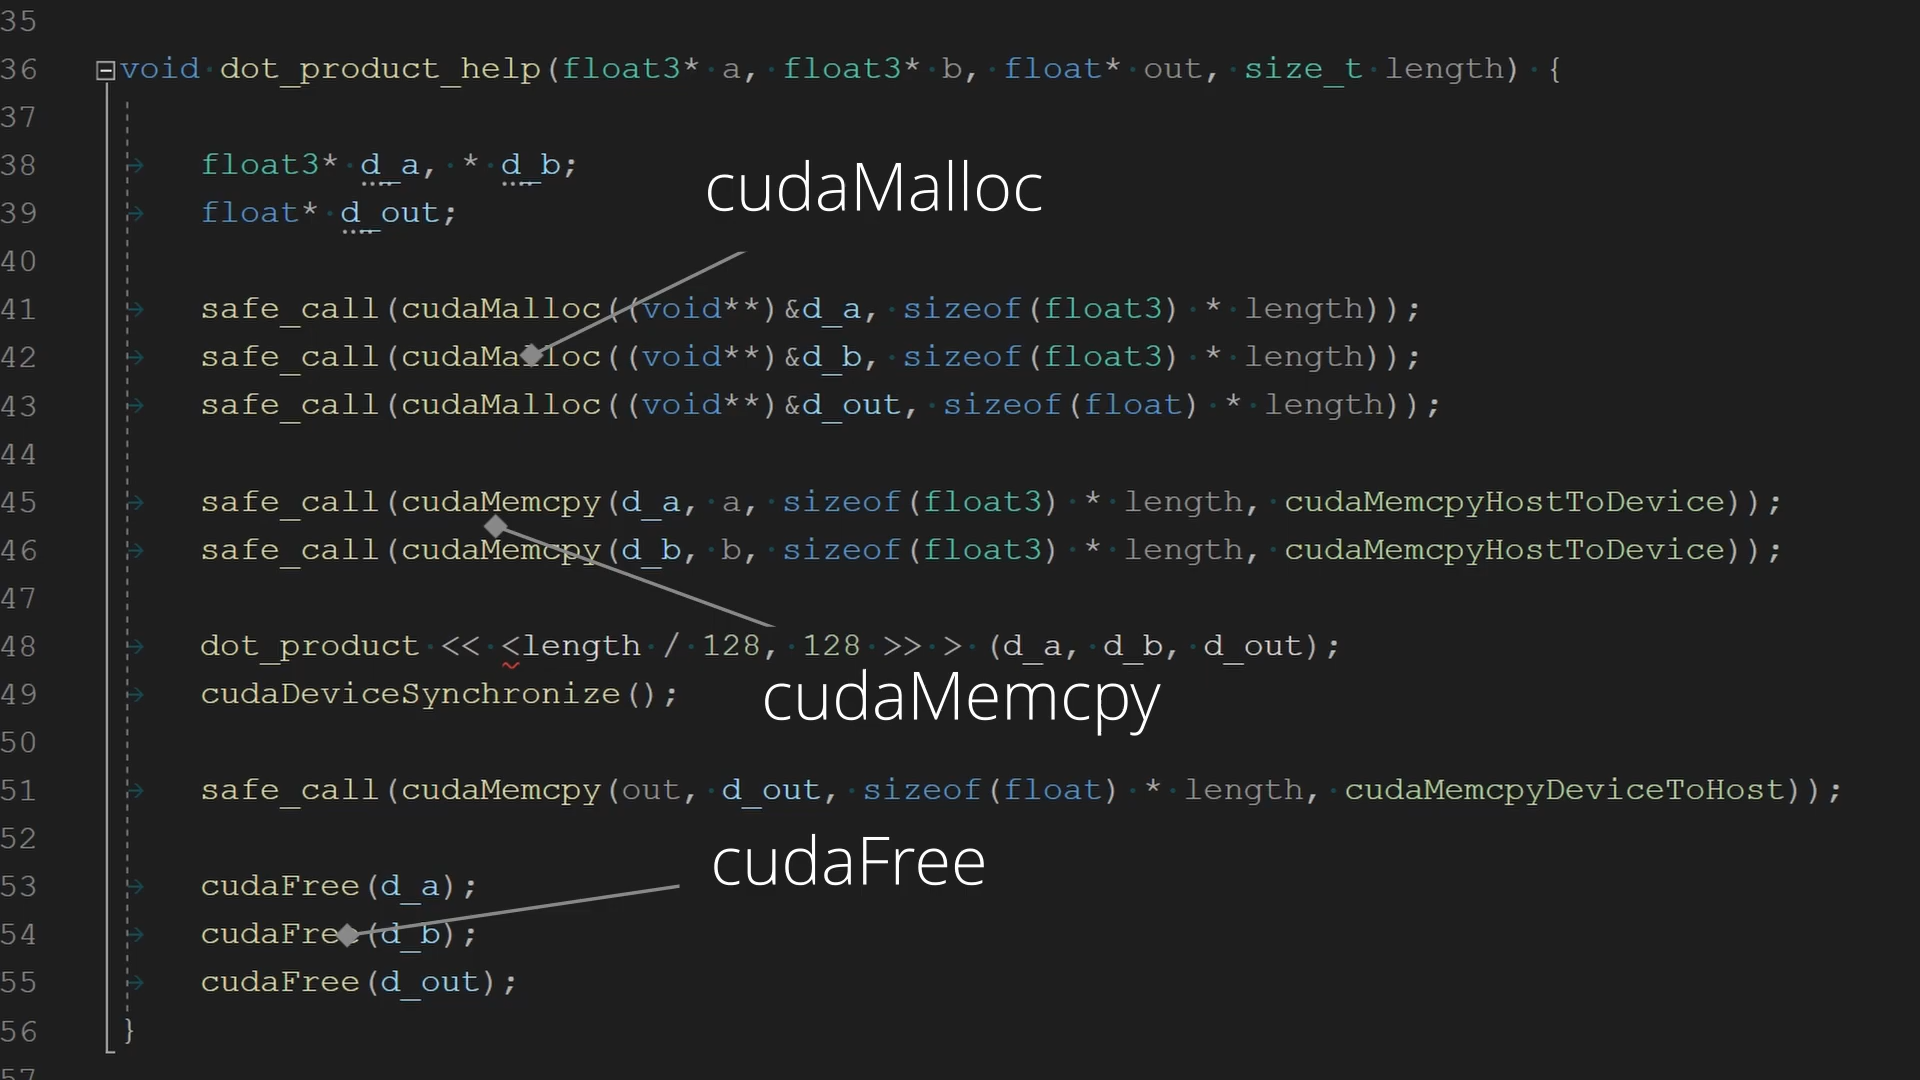 35
36 void dot_product_help(float3* a, float3* b, float* out, size_t length) {
37
38 float3* d_a, * d_b;
cudaMalloc
39 float* d_out;
40
41 safe_call(cudaMalloc((void**)&d_a, sizeof(float3) * length));
42 safe_call(cudaMalloc((void**)&d_b, sizeof(float3) * length));
43 safe_call(cudaMalloc((void**)&d_out, sizeof(float) * length));
44
45 safe_call(cudaMemcpy(d_a, a, sizeof(float3) * length, cudaMemcpyHostToDevice));
46 safe_call(cudaMemcpy(d_b, b, sizeof(float3) * length, cudaMemcpyHostToDevice));
47
48 dot_product << <length / 128, 128 >> > (d_a, d_b, d_out);
49 cudaDeviceSynchronize();
cudaMemcpy
50
51 safe_call(cudaMemcpy(out, d_out, sizeof(float) * length, cudaMemcpyDeviceToHost));
52
cudaFree
53 cudaFree(d_a);
54 cudaFree(d_b);
55 cudaFree(d_out);
56 }
57